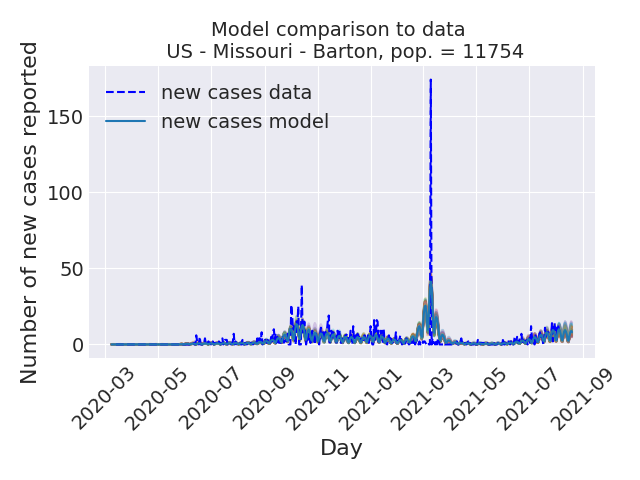 Model comparison to data
US - Missouri - Barton, pop. = 11754
new cases data
new cases model
Number of new cases reported
150
100
50
0
2020-03
2020-05
2020-07
2020-09
2020-11
2021-01
2021-03
2021-05
2021-07
2021-09
Day